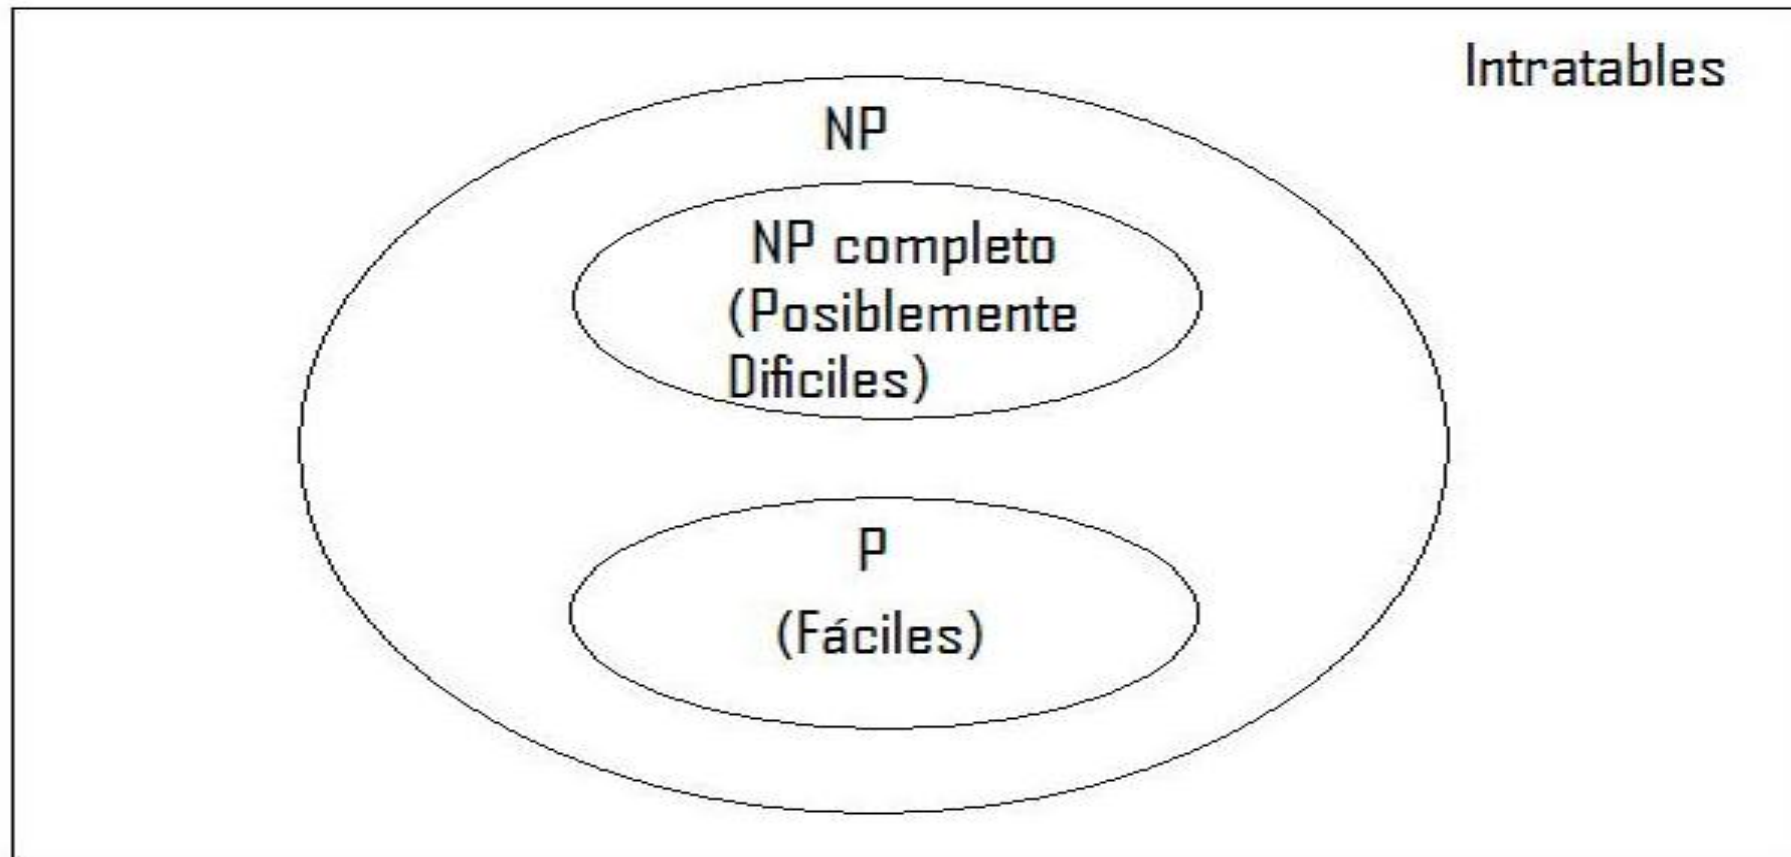 Intratables
NP
NP completo
(Posiblemente
Dificiles)
P
(Fáciles)